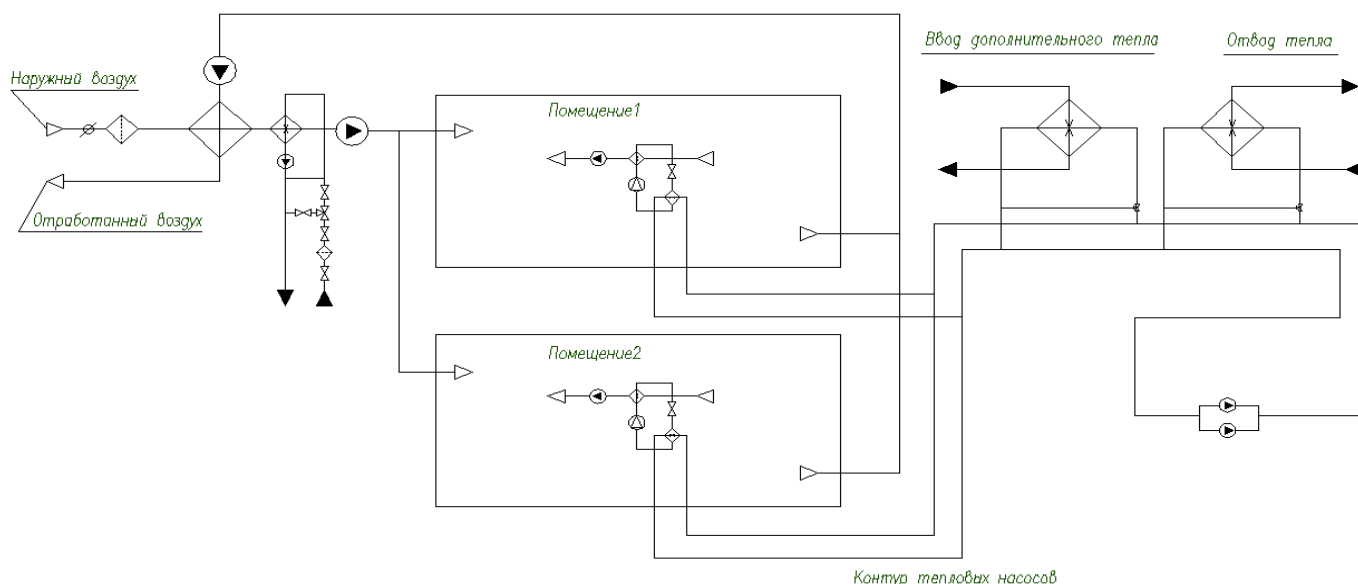 Ввод дополнительного тепла
Отвод тепла
Наружный воздух
Помещение1
Отработанный воздух
Помещение2
Контур тепловых насосов